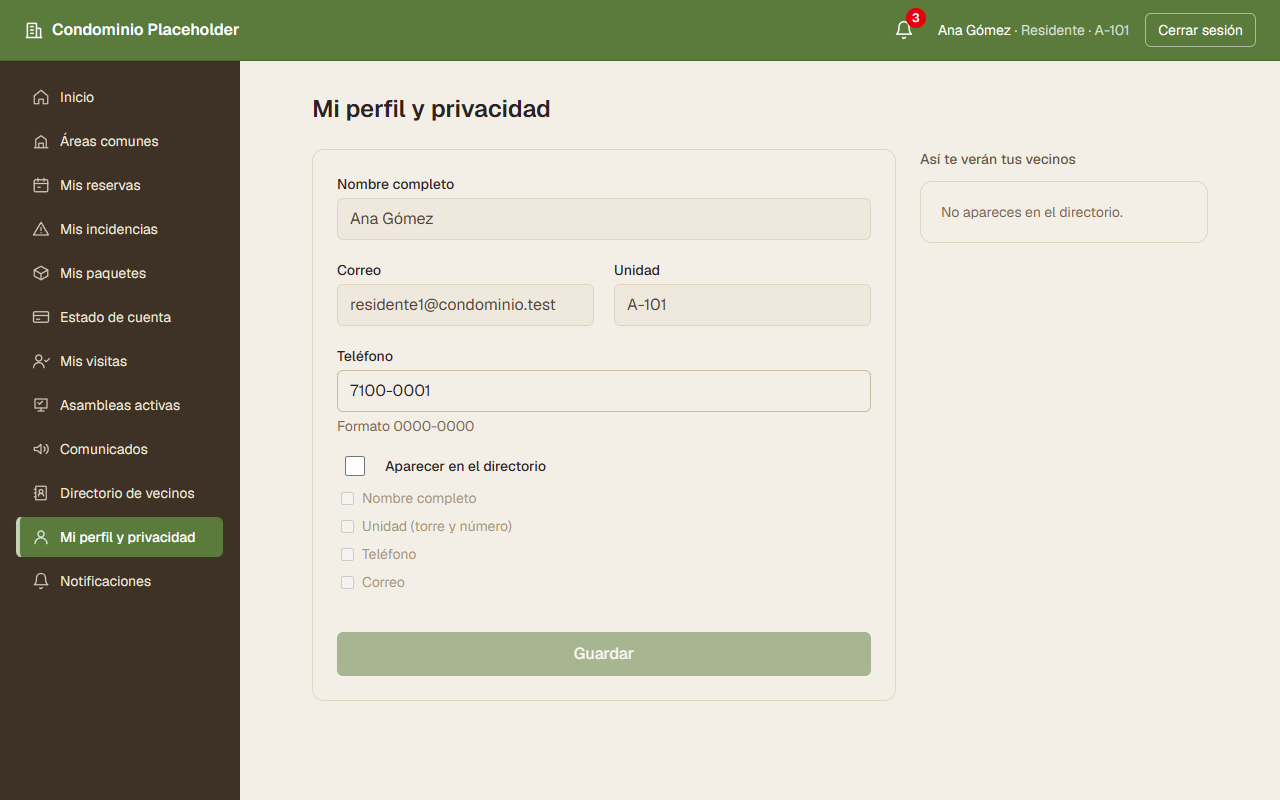 Condominio Placeholder
3
Ana Gómez · Residente · A-101
Cerrar sesión
Inicio
Áreas comunes
Mis reservas
Mis incidencias
Mis paquetes
Estado de cuenta
Mis visitas
Asambleas activas
Comunicados
Directorio de vecinos
Mi perfil y privacidad
Notificaciones
Mi perfil y privacidad
Nombre completo
Ana Gómez
Correo
residente1@condominio.test
Unidad
A-101
Teléfono
7100-0001
Formato 0000-0000
Aparecer en el directorio
Nombre completo
Unidad (torre y número)
Teléfono
Correo
Guardar
Así te verán tus vecinos
No apareces en el directorio.